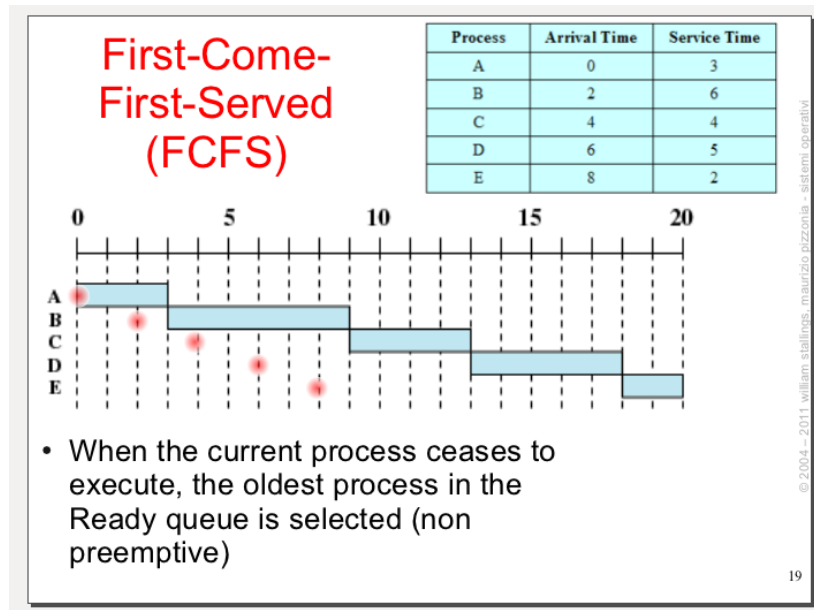 First-Come-
First-Served
(FCFS)
Process Arrival Time Service Time
A 0 3
B 2 6
C 4 4
D 6 5
E 8 2
0 5 10 15 20
A
B
C
D
E
• When the current process ceases to
execute, the oldest process in the
Ready queue is selected (non
preemptive)
© 2004 – 2011 william stallings, maurizio pizzonia - sistemi operativi
19